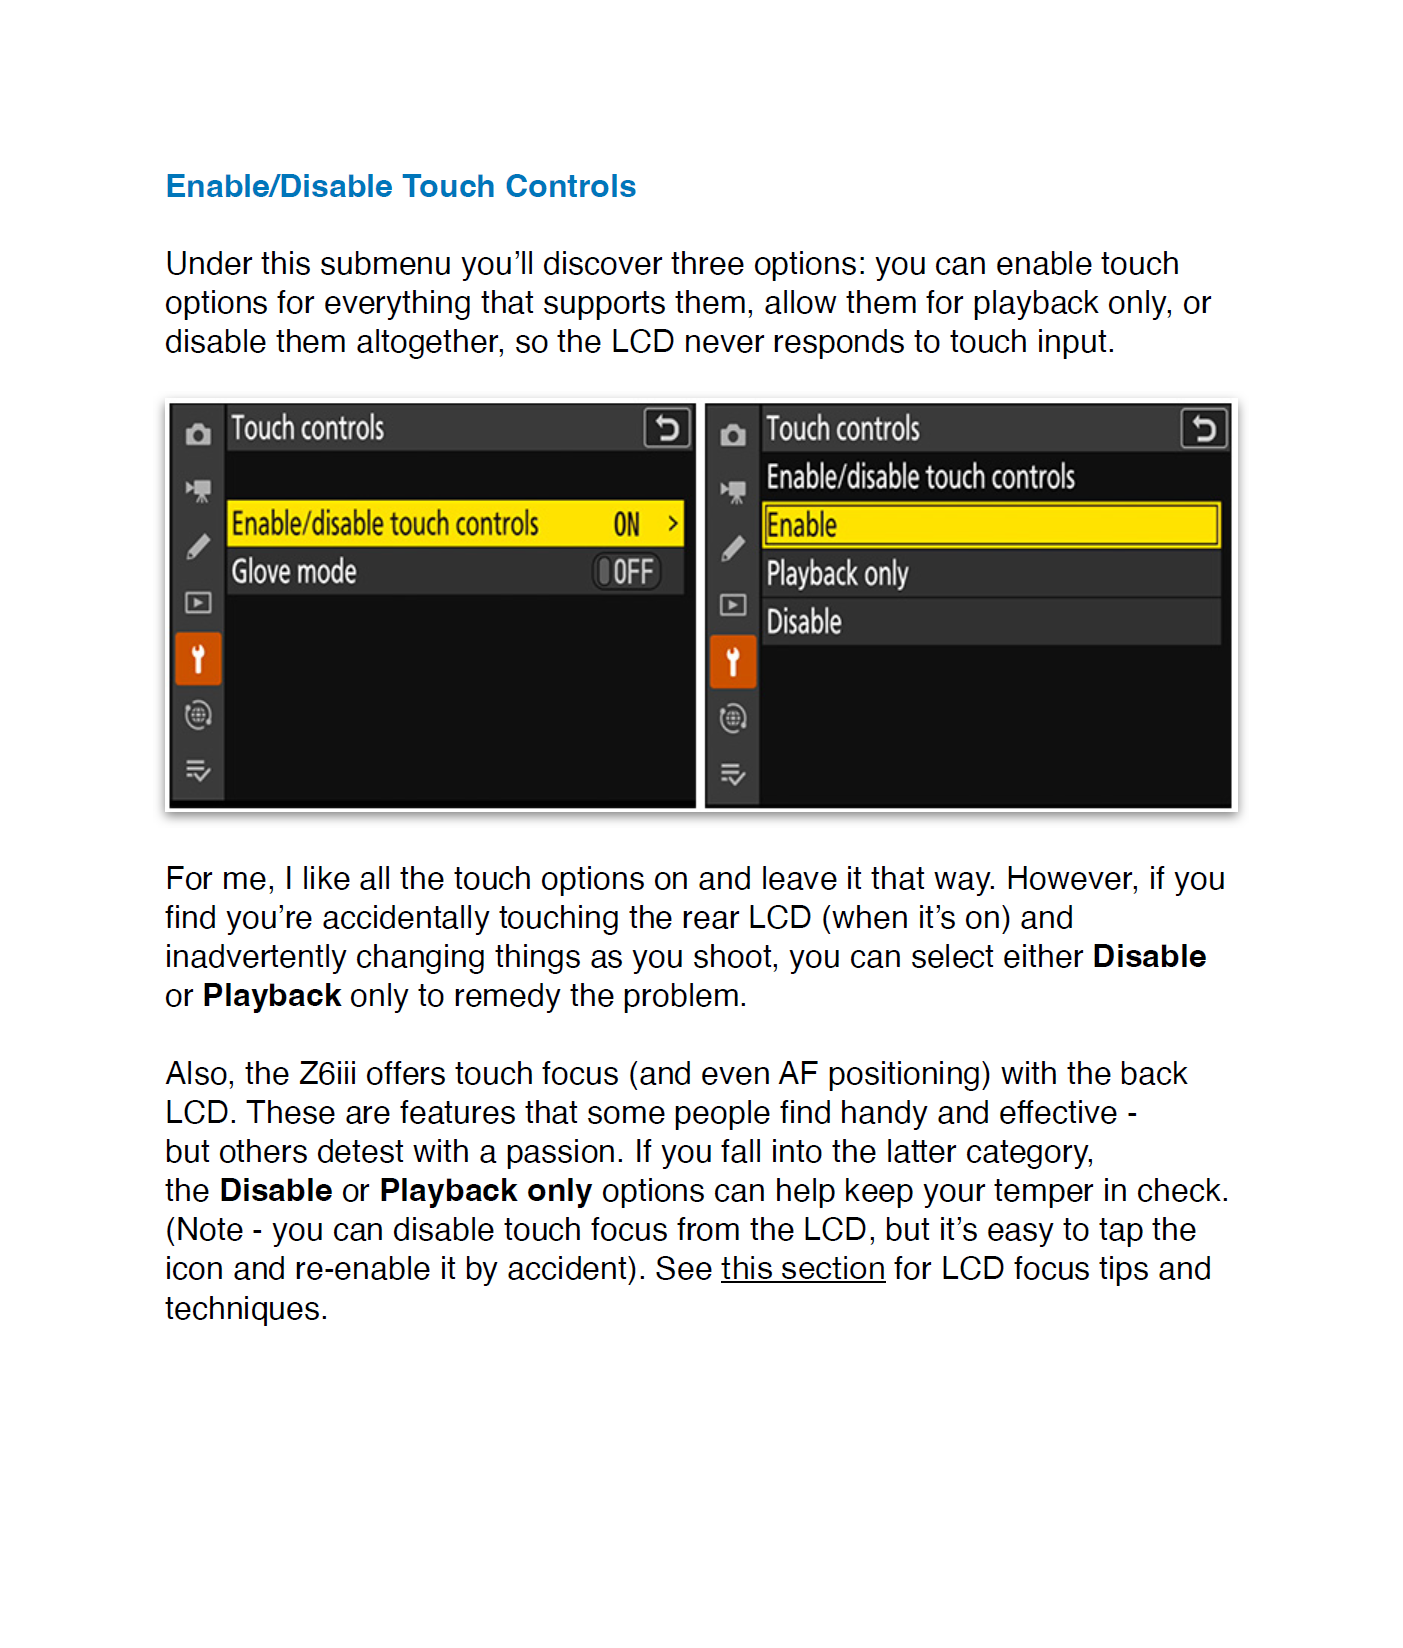 Enable/Disable Touch Controls
Under this submenu you’ll discover three options: you can enable touch
options for everything that supports them, allow them for playback only, or
disable them altogether, so the LCD never responds to touch input.
Touch controls
Enable/disable touch controls ON >
Glove mode OFF
Touch controls
Enable/disable touch controls
Enable
Playback only
Disable
For me, I like all the touch options on and leave it that way. However, if you
find you’re accidentally touching the rear LCD (when it’s on) and
inadvertently changing things as you shoot, you can select either Disable
or Playback only to remedy the problem.
Also, the Z6iii offers touch focus (and even AF positioning) with the back
LCD. These are features that some people find handy and effective -
but others detest with a passion. If you fall into the latter category,
the Disable or Playback only options can help keep your temper in check.
(Note - you can disable touch focus from the LCD, but it’s easy to tap the
icon and re-enable it by accident). See this section for LCD focus tips and
techniques.